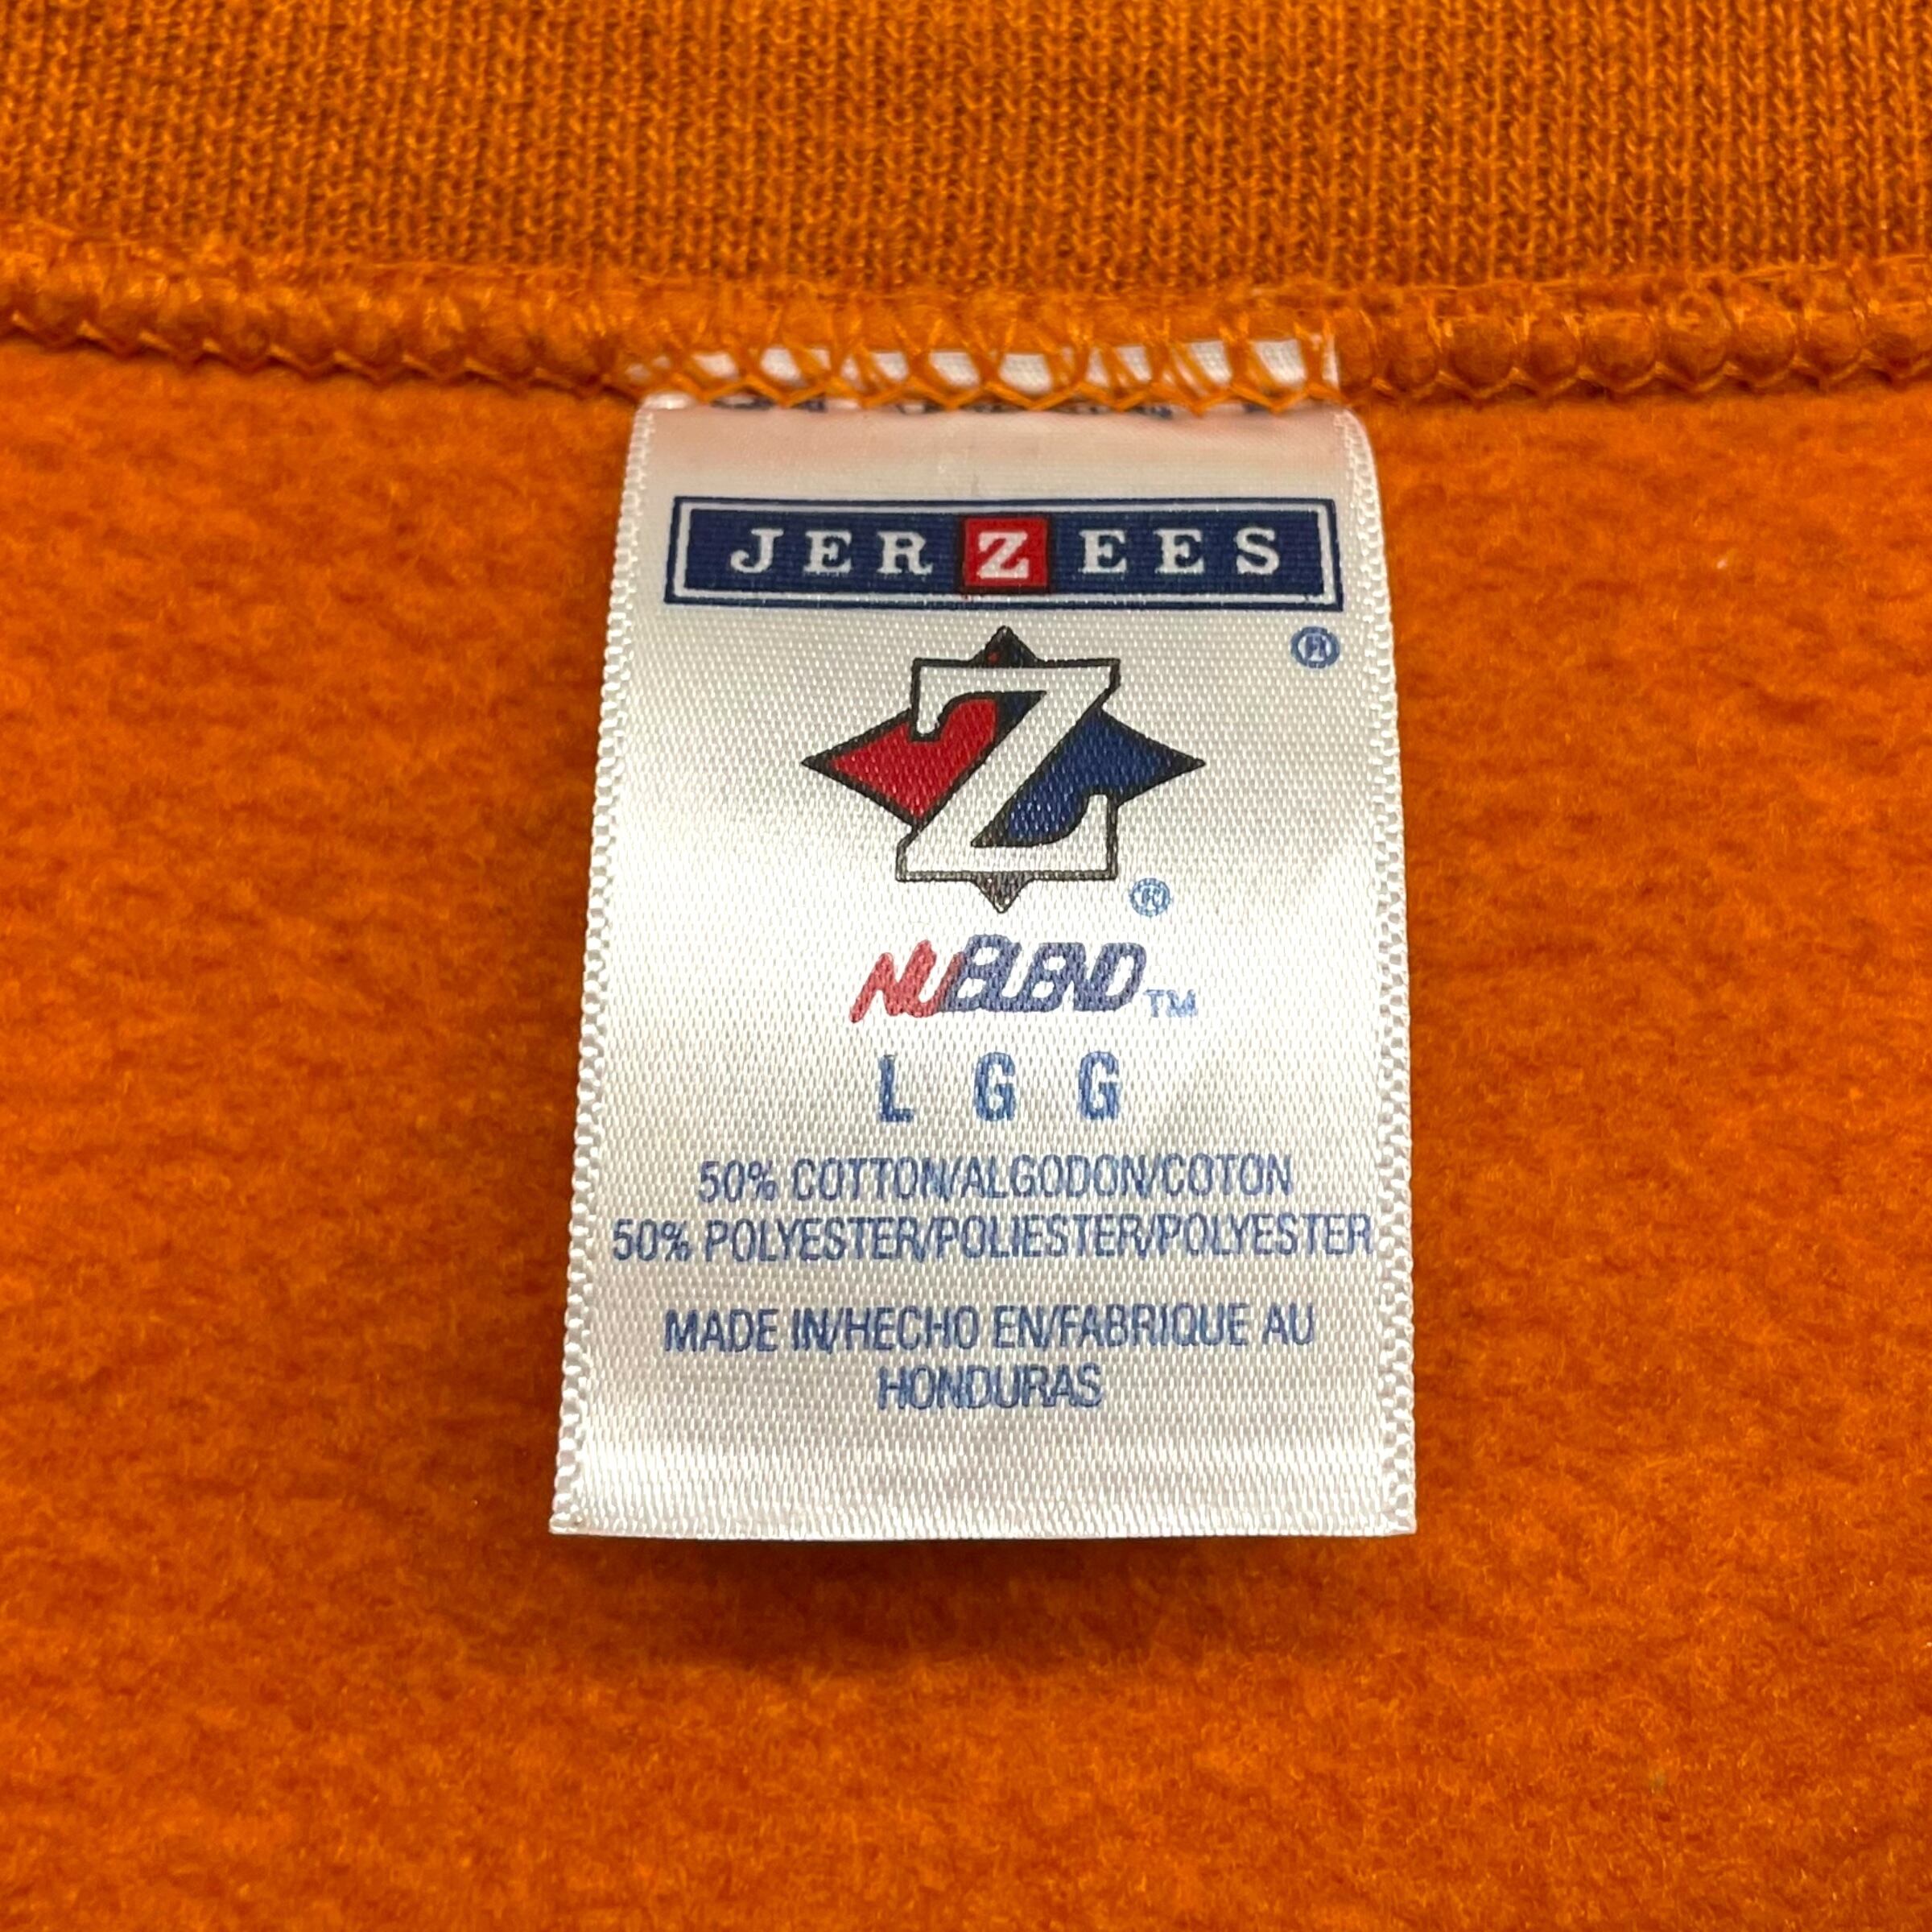 JERZEES
®
Z
®
NUBLEND™
L G G
50% COTTON/ALGODON/COTON
50% POLYESTER/POLIESTER/POLYESTER
MADE IN/HECHO EN/FABRIQUE AU
HONDURAS